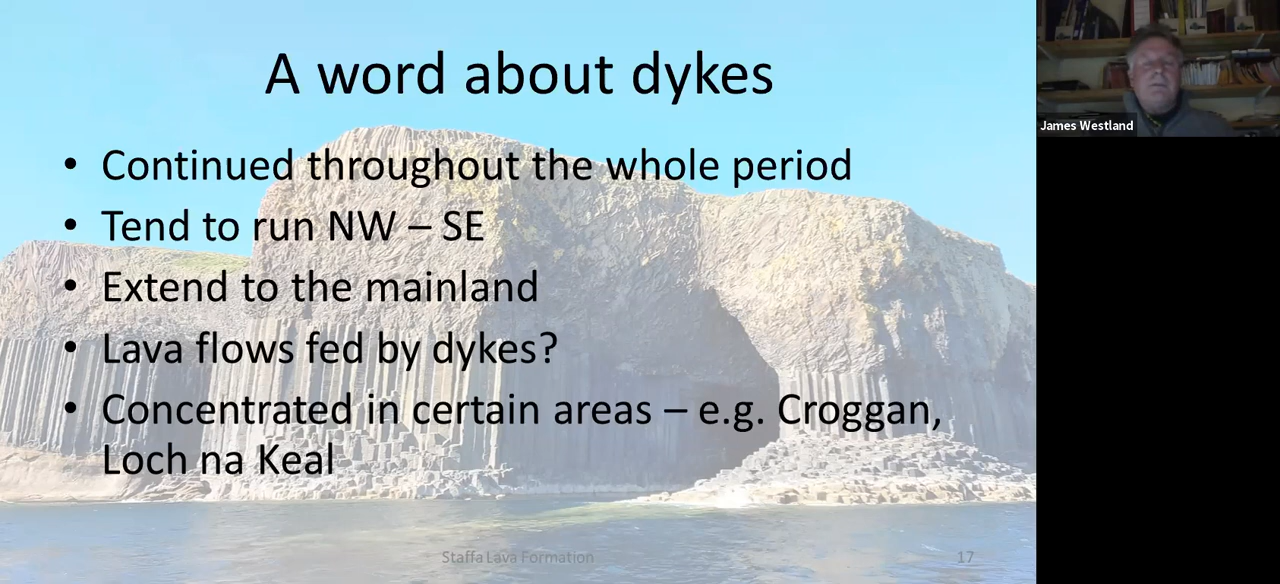 A word about dykes
• Continued throughout the whole period
• Tend to run NW – SE
• Extend to the mainland
• Lava flows fed by dykes?
• Concentrated in certain areas – e.g. Croggan,
Loch na Keal
Staffa Lava Formation
17
James Westland